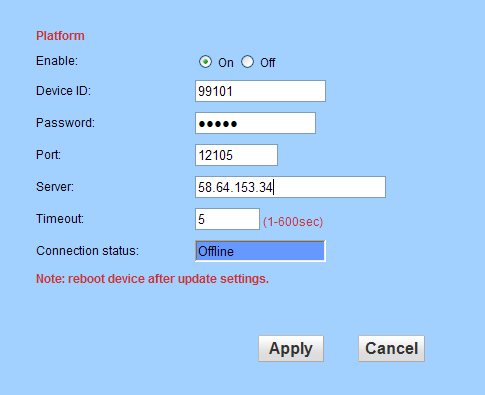 Platform
Enable: On Off
Device ID: 99101
Password: ●●●●●
Port: 12105
Server: 58.64.153.34
Timeout: 5 (1-600sec)
Connection status: Offline
Note: reboot device after update settings.
Apply Cancel